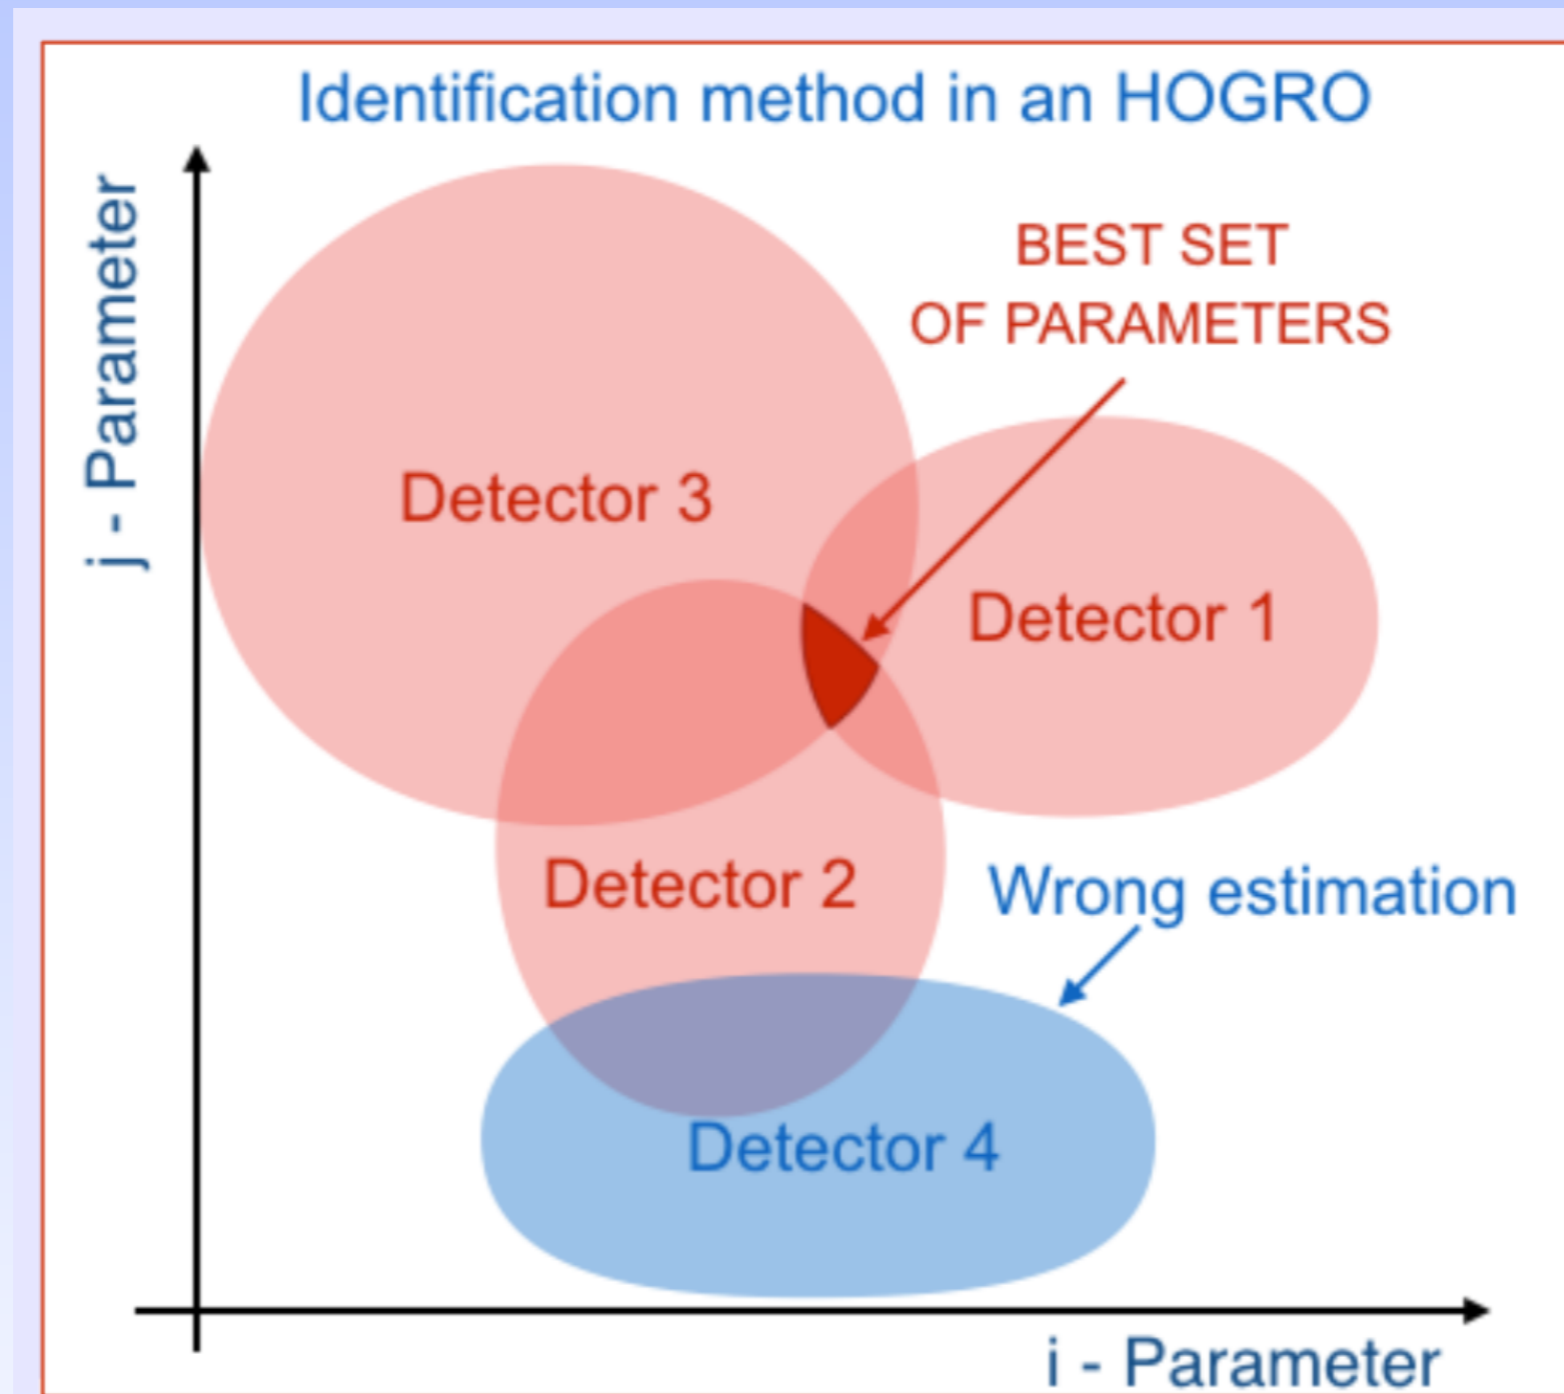 Identification method in an HOGRO
j - Parameter
BEST SET
OF PARAMETERS
Detector 3
Detector 1
Detector 2
Wrong estimation
Detector 4
i - Parameter